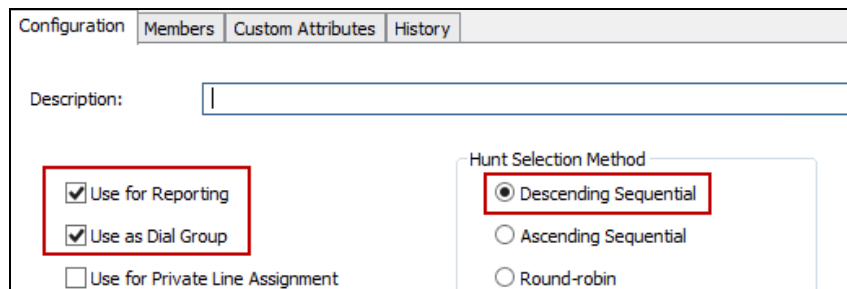 Configuration Members Custom Attributes History
Description:
Hunt Selection Method
Use for Reporting
Descending Sequential
Use as Dial Group
Ascending Sequential
Use for Private Line Assignment
Round-robin